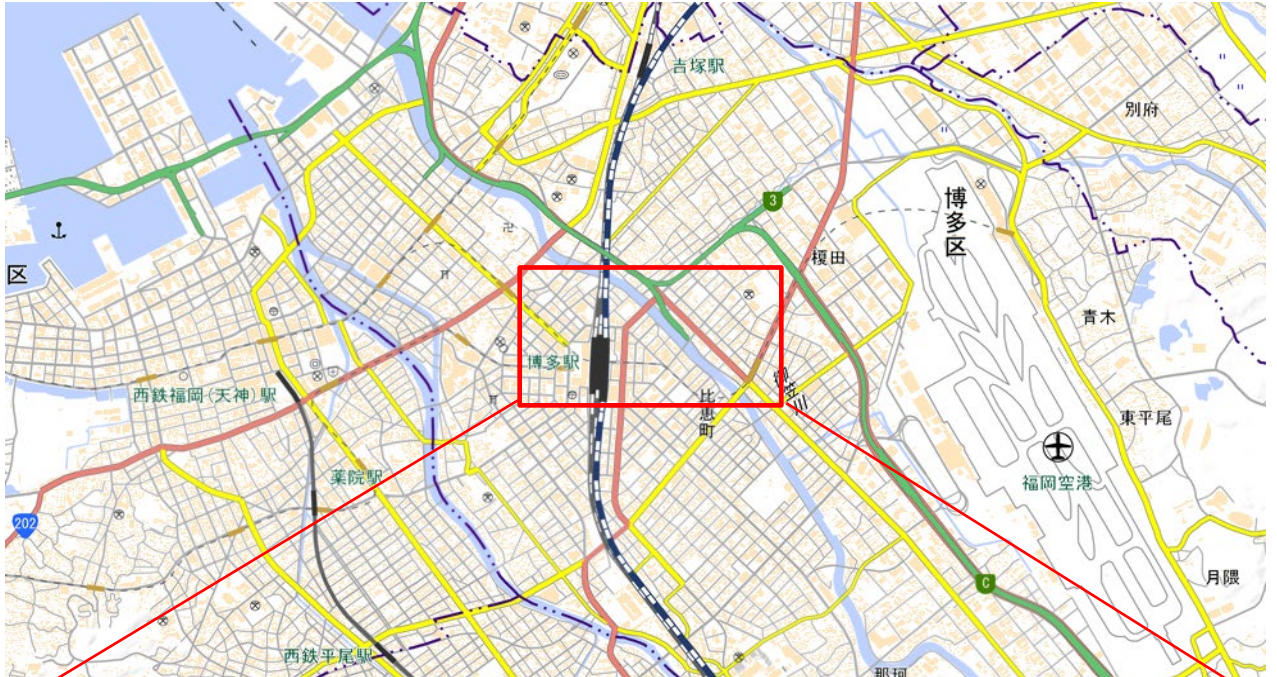 吉塚駅
別府
3
博多区
榎田
区
青木
博多駅
西鉄福岡(天神)駅
御笠川
比恵町
東平尾
薬院駅
福岡空港
202
C
月隈
西鉄平尾駅
那珂